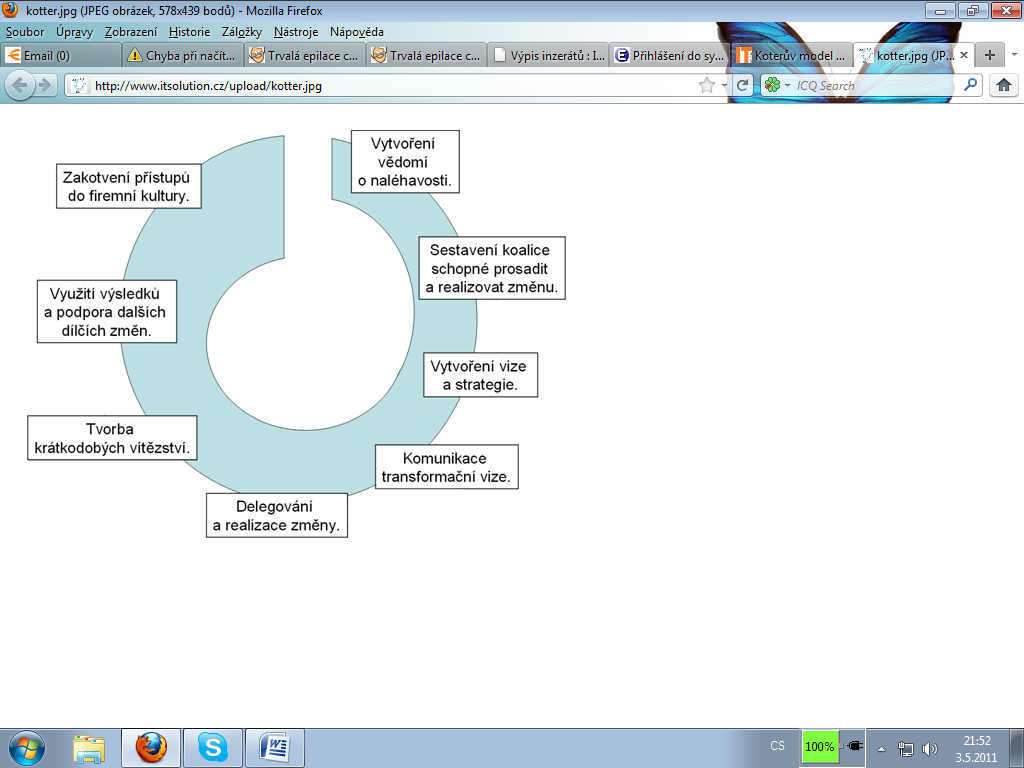 kotter.jpg (JPEG obrázek, 578x439 bodů) - Mozilla Firefox
Soubor Úpravy Zobrazení Historie Záložky Nástroje Nápověda
Email (0) Chyba při načít... Trvalá epilace c... Trvalá epilace c... Výpis inzerátů : I... Přihlášení do sy... Koterův model ... kotter.jpg (JP...
http://www.itsolution.cz/upload/kotter.jpg ICQ Search
Vytvoření
vědomí
o naléhavosti.
Sestavení koalice
schopné prosadit
a realizovat změnu.
Vytvoření vize
a strategie.
Komunikace
transformační vize.
Delegování
a realizace změny.
Tvorba
krátkodobých vítězství.
Využití výsledků
a podpora dalších
dílčích změn.
Zakotvení přístupů
do firemní kultury.
CS 100% 21:52
3.5.2011